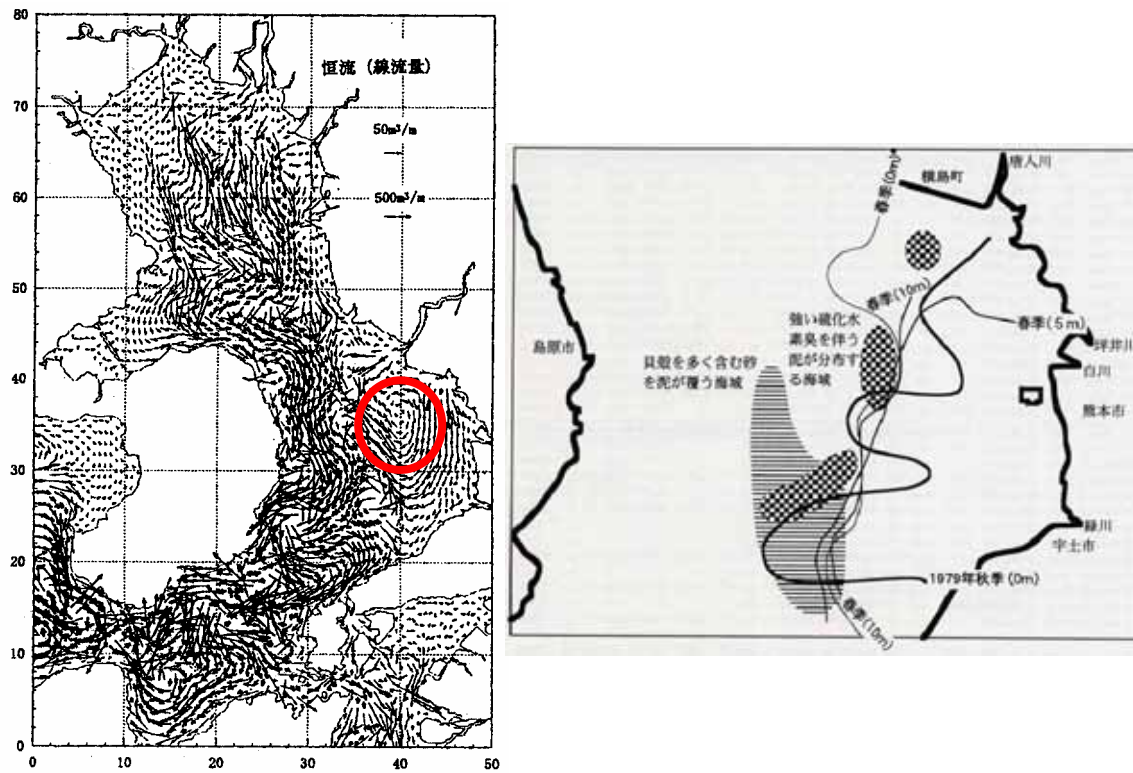 恒流 (線流量)
50m³/m
500m³/m
80
70
60
50
40
30
20
10
0
0
10
20
30
40
50
唐人川
横島町
春季(0m)
春季(10m)
春季(5m)
強い硫化水
素臭を伴う
泥が分布す
る海域
島原市
貝殻を多く含む砂
を泥が覆う海域
坪井川
白川
熊本市
緑川
宇土市
1979年秋季(0m)
春季(10m)